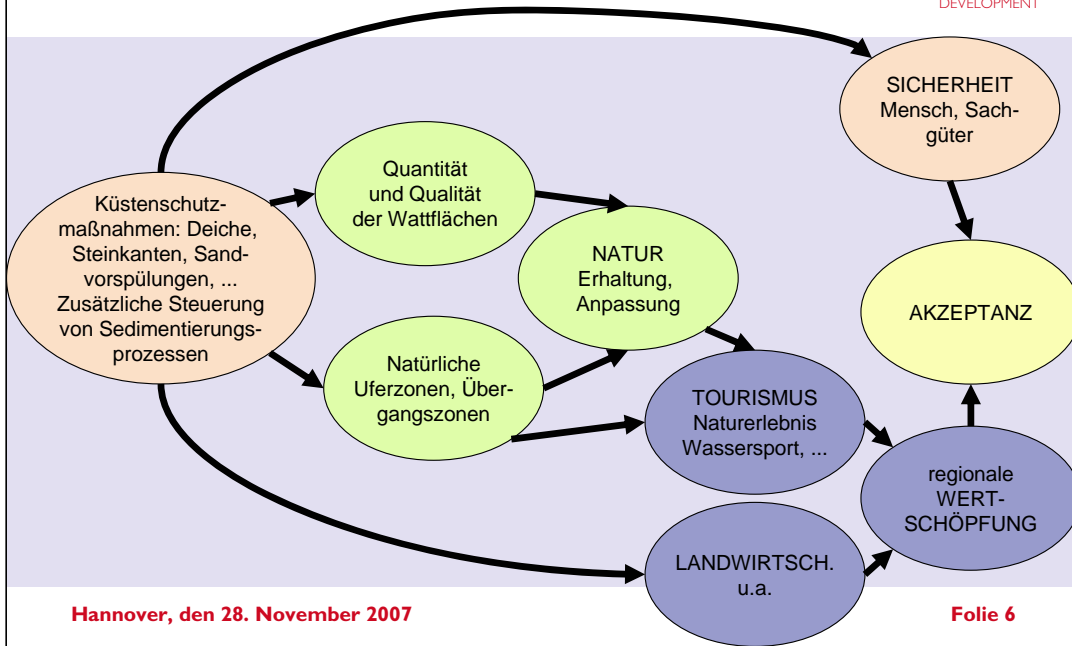 DEVELOPMENT
SICHERHEIT
Mensch, Sach-
güter
Quantität
und Qualität
der Wattflächen
Küstenschutz-
maßnahmen: Deiche,
Steinkanten, Sand-
vorspülungen, ...
Zusätzliche Steuerung
von Sedimentierungs-
prozessen
NATUR
Erhaltung,
Anpassung
AKZEPTANZ
Natürliche
Uferzonen, Über-
gangszonen
TOURISMUS
Naturerlebnis
Wassersport, ...
regionale
WERT-
SCHÖPFUNG
LANDWIRTSCH.
u.a.
Hannover, den 28. November 2007
Folie 6